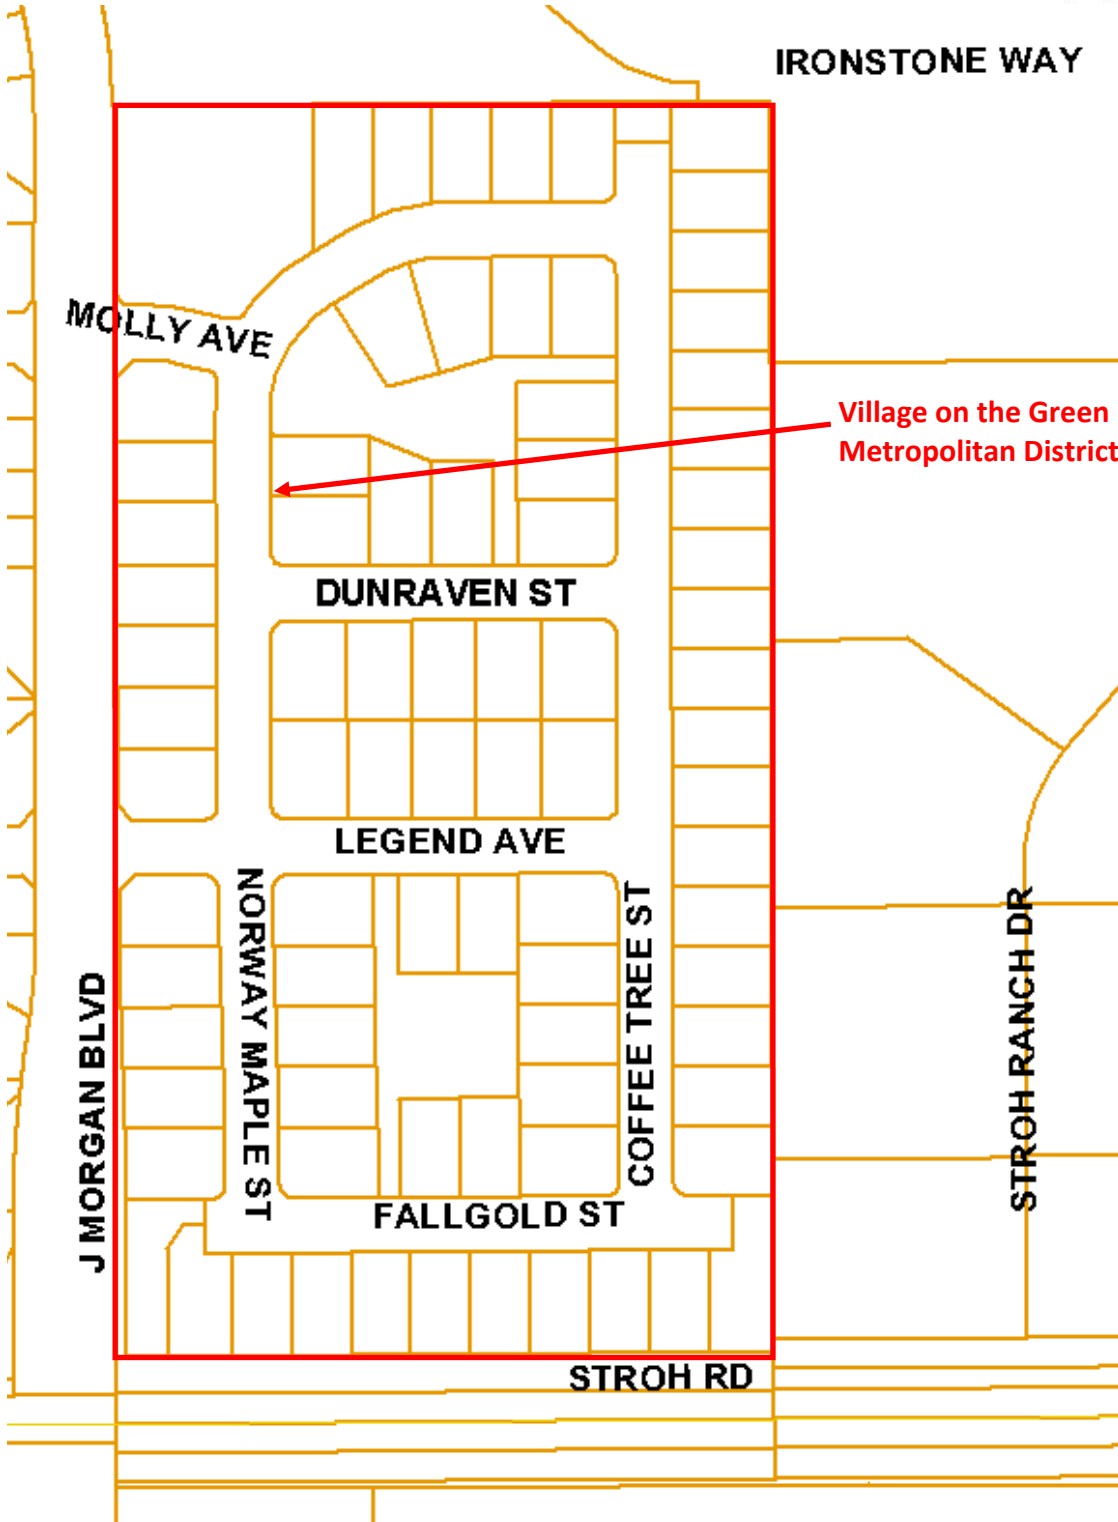 IRONSTONE WAY
MOLLY AVE
Village on the Green
Metropolitan District
DUNRAVEN ST
LEGEND AVE
NORWAY MAPLE ST
COFFEE TREE ST
STROH RANCH DR
J MORGAN BLVD
FALLGOLD ST
STROH RD